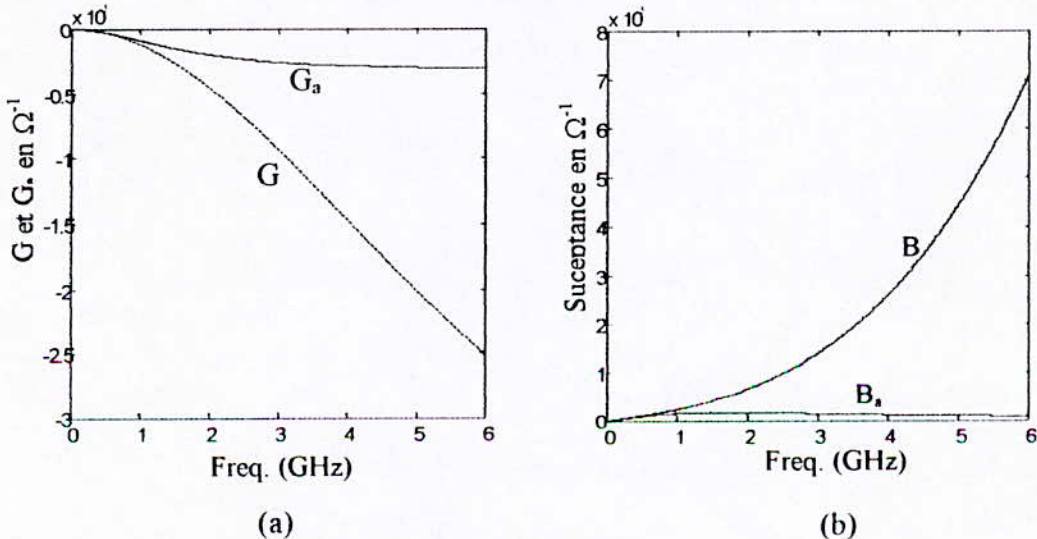 × 10'
0
-0.5
-1
-1.5
-2
-2.5
-3
0 1 2 3 4 5 6
G et Gₐ en Ω⁻¹
Gₐ
G
Freq. (GHz)
(a)
× 10'
8
7
6
5
4
3
2
1
0
0 1 2 3 4 5 6
Suceptance en Ω⁻¹
B
Bₐ
Freq. (GHz)
(b)